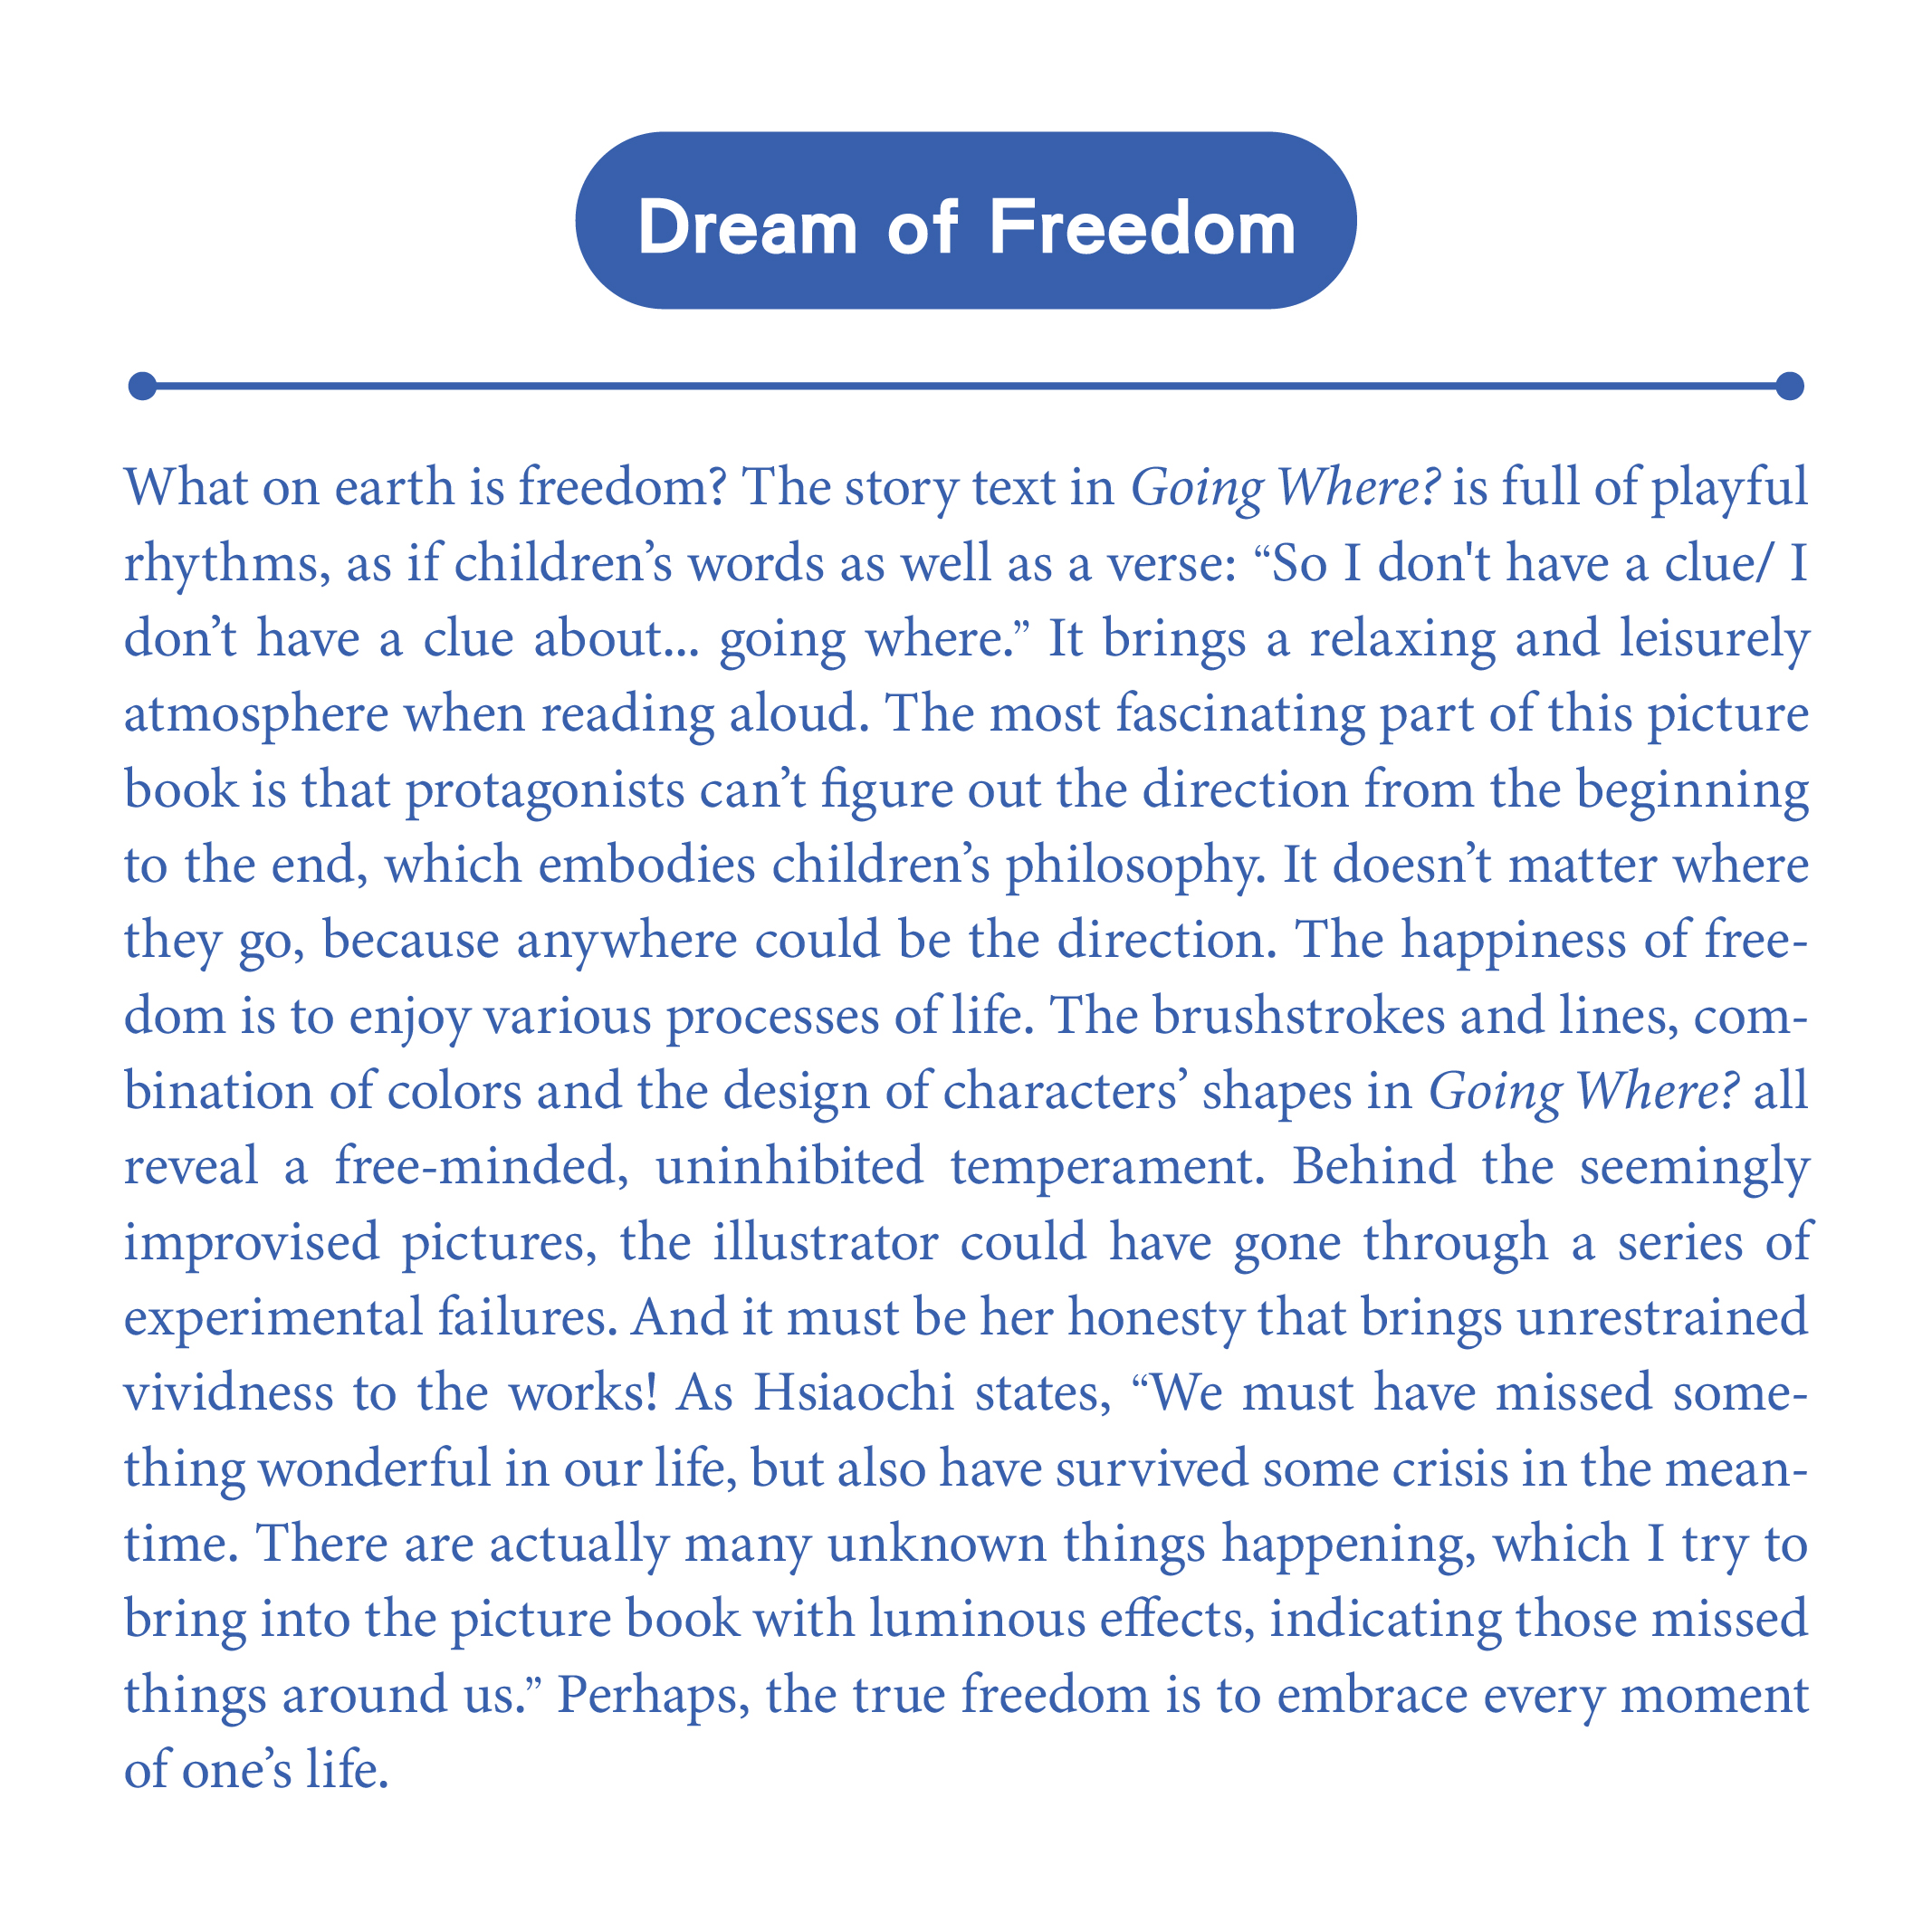 Dream of Freedom
What on earth is freedom? The story text in Going Where? is full of playful
rhythms, as if children’s words as well as a verse: “So I don't have a clue/ I
don’t have a clue about... going where.” It brings a relaxing and leisurely
atmosphere when reading aloud. The most fascinating part of this picture
book is that protagonists can’t figure out the direction from the beginning
to the end, which embodies children’s philosophy. It doesn’t matter where
they go, because anywhere could be the direction. The happiness of free-
dom is to enjoy various processes of life. The brushstrokes and lines, com-
bination of colors and the design of characters’ shapes in Going Where? all
reveal a free-minded, uninhibited temperament. Behind the seemingly
improvised pictures, the illustrator could have gone through a series of
experimental failures. And it must be her honesty that brings unrestrained
vividness to the works! As Hsiaochi states, “We must have missed some-
thing wonderful in our life, but also have survived some crisis in the mean-
time. There are actually many unknown things happening, which I try to
bring into the picture book with luminous effects, indicating those missed
things around us.” Perhaps, the true freedom is to embrace every moment
of one’s life.